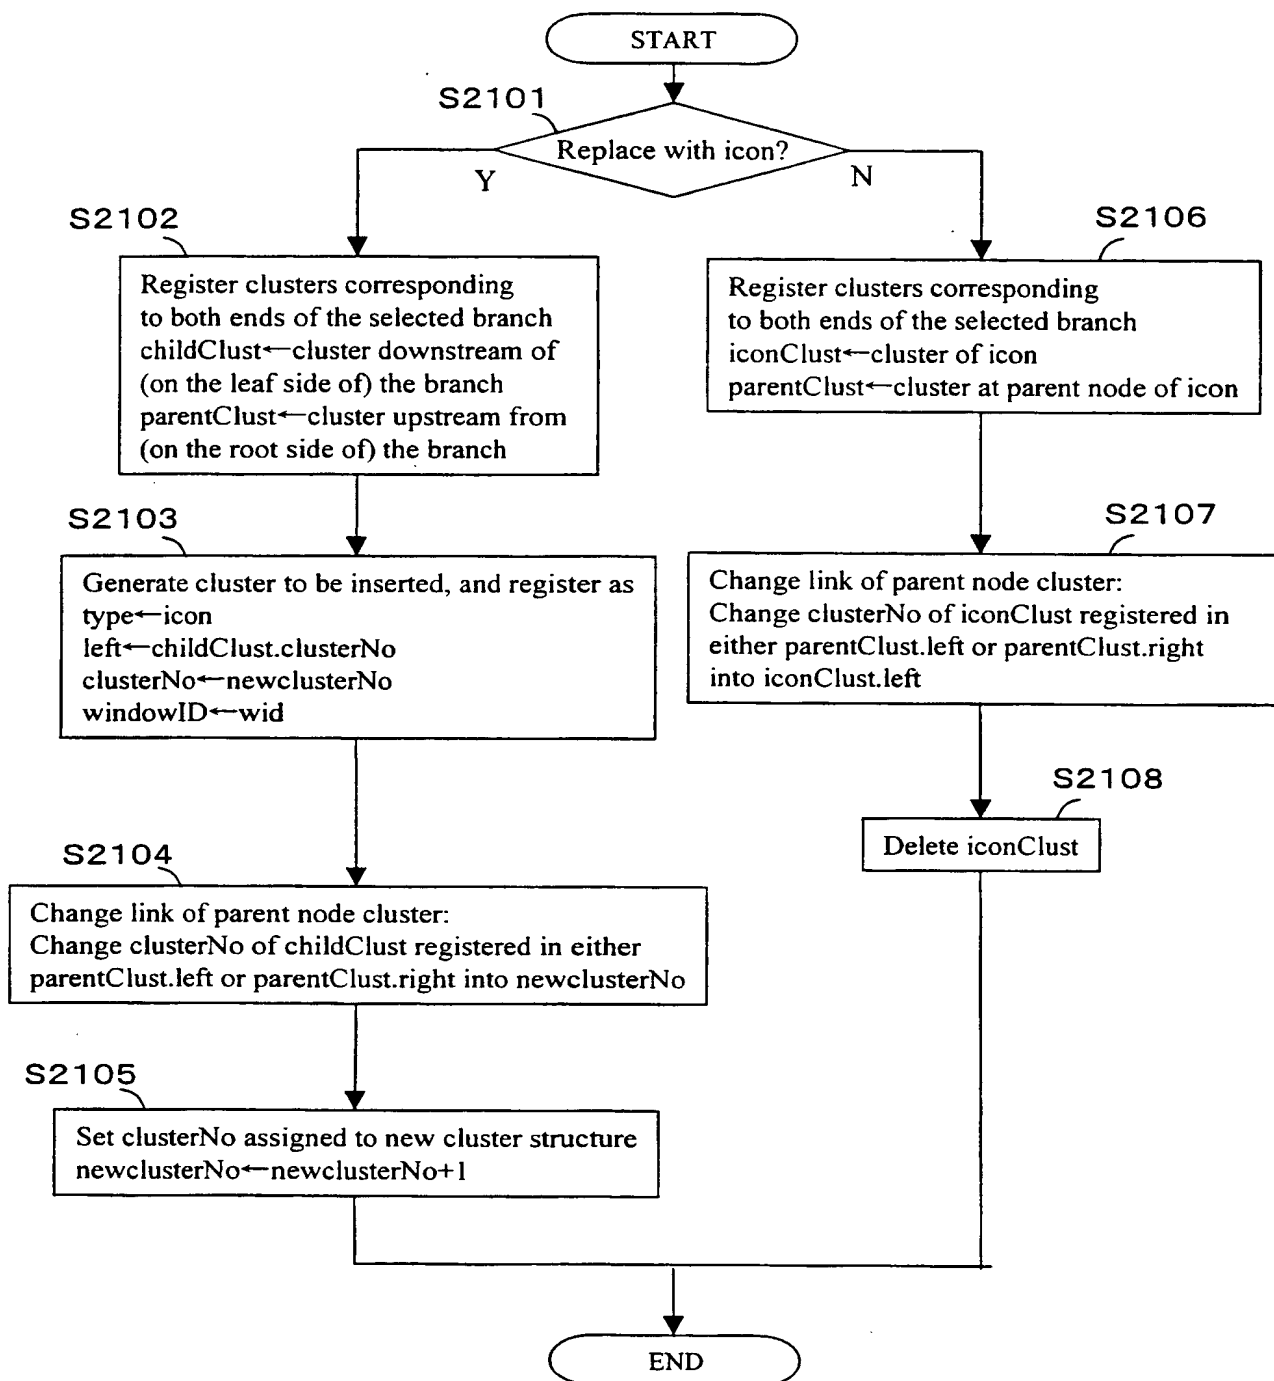 START
S2101
Replace with icon?
Y
N
S2102
Register clusters corresponding
to both ends of the selected branch
childClust←cluster downstream of
(on the leaf side of) the branch
parentClust←cluster upstream from
(on the root side of) the branch
S2103
Generate cluster to be inserted, and register as
type←icon
left←childClust.clusterNo
clusterNo←newclusterNo
windowID←wid
S2104
Change link of parent node cluster:
Change clusterNo of childClust registered in either
parentClust.left or parentClust.right into newclusterNo
S2105
Set clusterNo assigned to new cluster structure
newclusterNo←newclusterNo+1
S2106
Register clusters corresponding
to both ends of the selected branch
iconClust←cluster of icon
parentClust←cluster at parent node of icon
S2107
Change link of parent node cluster:
Change clusterNo of iconClust registered in
either parentClust.left or parentClust.right
into iconClust.left
S2108
Delete iconClust
END